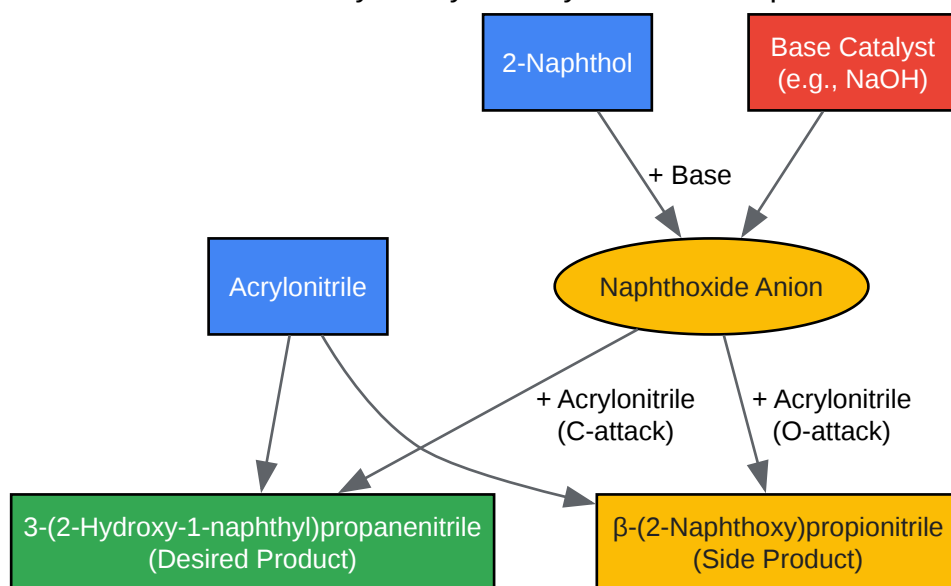 2-Naphthol
Base Catalyst
(e.g., NaOH)
+ Base
Acrylonitrile
Naphthoxide Anion
+ Acrylonitrile
(C-attack)
+ Acrylonitrile
(O-attack)
3-(2-Hydroxy-1-naphthyl)propanenitrile
(Desired Product)
β-(2-Naphthoxy)propionitrile
(Side Product)